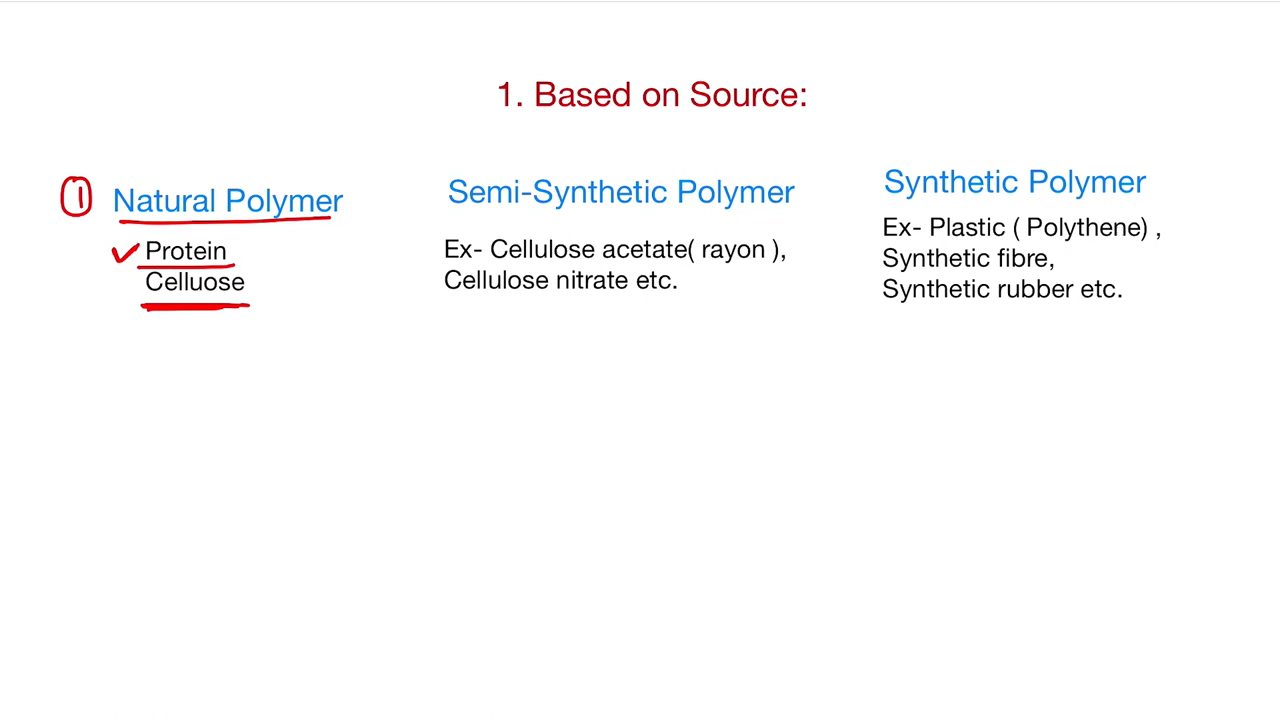 1. Based on Source:
1 Natural Polymer
Protein
Celluose
Semi-Synthetic Polymer
Ex- Cellulose acetate( rayon ),
Cellulose nitrate etc.
Synthetic Polymer
Ex- Plastic ( Polythene) ,
Synthetic fibre,
Synthetic rubber etc.